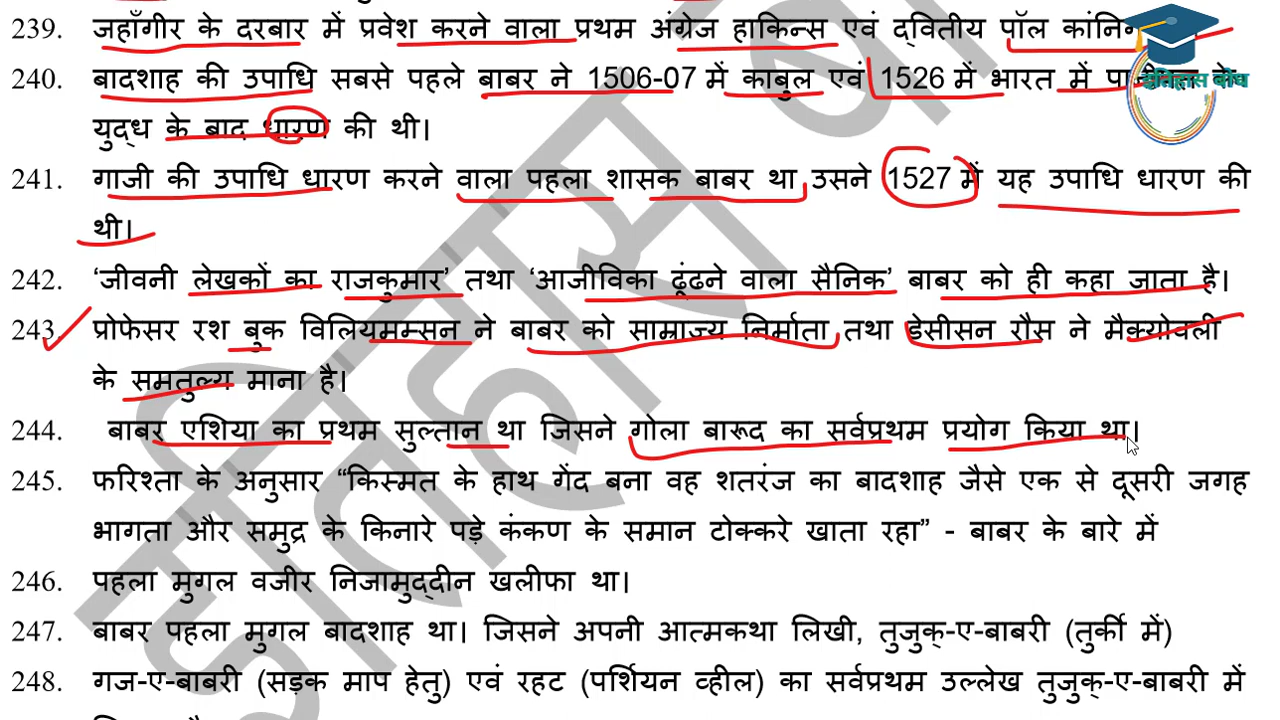 239. जहाँगीर के दरबार में प्रवेश करने वाला प्रथम अंग्रेज हाकिन्स एवं द्वितीय पॉल
240. बादशाह की उपाधि सबसे पहले बाबर ने 1506-07 में काबुल एवं 1526 में भारत में के
इतिहास बोध
युद्ध के बाद धारण की थी।
241. गाजी की उपाधि धारण करने वाला पहला शासक बाबर था उसने 1527 में यह उपाधि धारण की
थी।
242. ‘जीवनी लेखकों का राजकुमार’ तथा ‘आजीविका ढूंढने वाला सैनिक’ बाबर को ही कहा जाता है।
243. प्रोफेसर रश बुक विलियमम्सन ने बाबर को साम्राज्य निर्माता तथा डेसीसन रौस ने मैक्योवली
के समतुल्य माना है।
244. बाबर एशिया का प्रथम सुल्तान था जिसने गोला बारूद का सर्वप्रथम प्रयोग किया था।
245. फरिश्ता के अनुसार “किस्मत के हाथ गेंद बना वह शतरंज का बादशाह जैसे एक से दूसरी जगह
भागता और समुद्र के किनारे पड़े कंकण के समान टोक्करे खाता रहा” - बाबर के बारे में
246. पहला मुगल वजीर निजामुद्दीन खलीफा था।
247. बाबर पहला मुगल बादशाह था। जिसने अपनी आत्मकथा लिखी, तुजुक्-ए-बाबरी (तुर्की में)
248. गज-ए-बाबरी (सड़क माप हेतु) एवं रहट (पर्शियन व्हील) का सर्वप्रथम उल्लेख तुजुक्-ए-बाबरी में
इतिहास